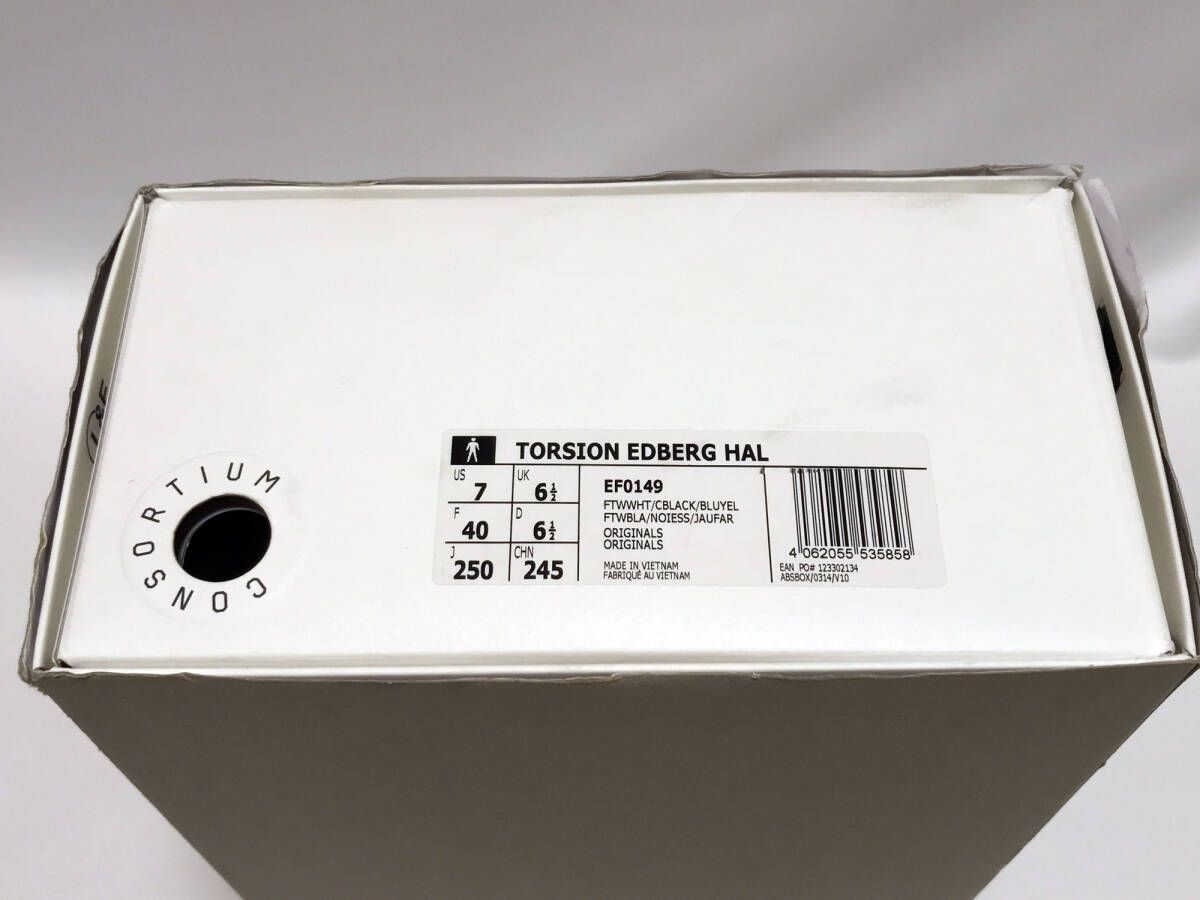 TORSION EDBERG HAL
US 7 UK 6½
F 40 D 6½
J 250 CHN 245
EF0149
FTWWHT/CBLACK/BLUYEL
FTWBLA/NOIESS/JAUFAR
ORIGINALS
ORIGINALS
MADE IN VIETNAM
FABRIQUÉ AU VIETNAM
4 062055 535858
EAN PO# 123302134
ABSBOX/0314/V10
CONSORTIUM